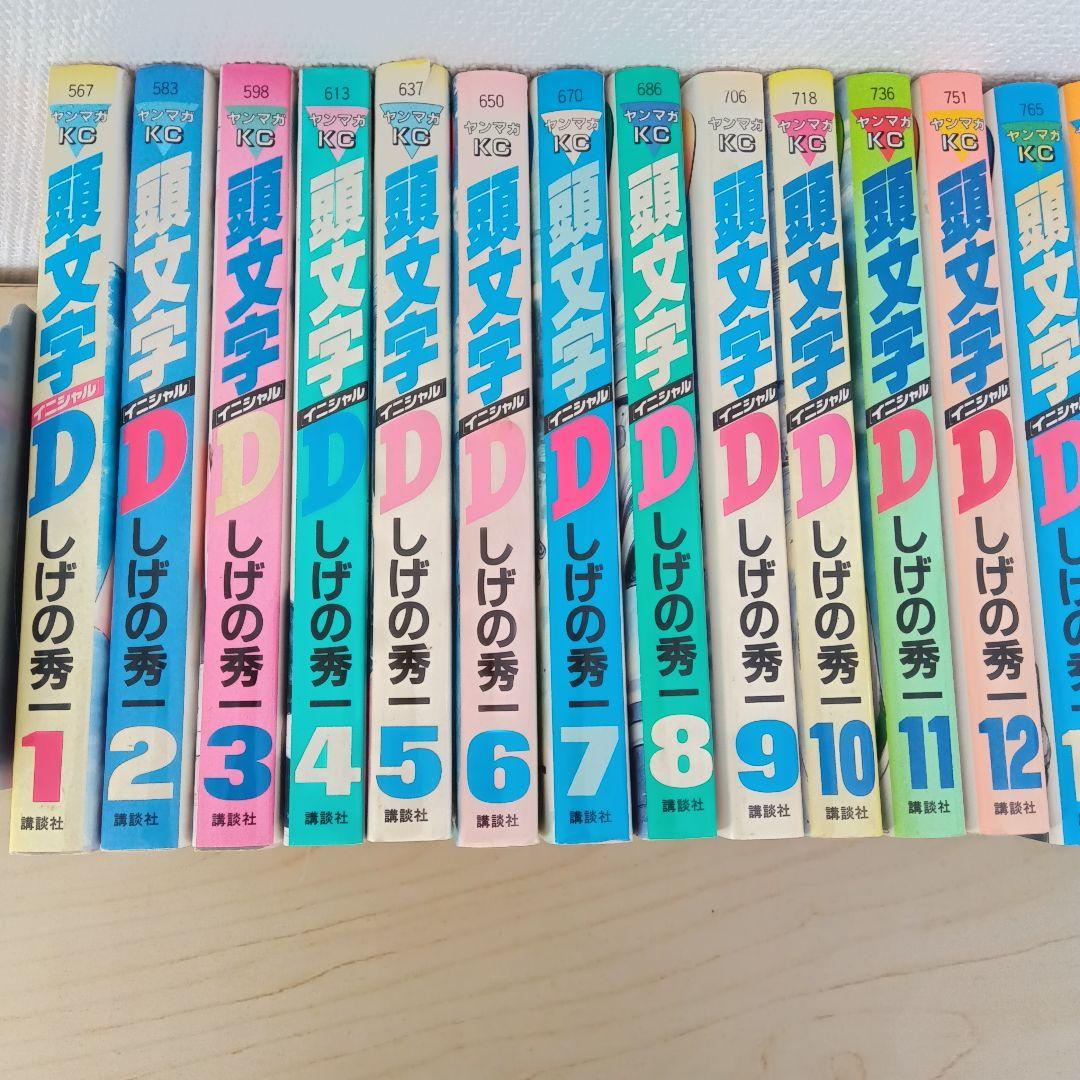 567
ヤンマガ
KC
頭文字
イニシャル
D
しげの秀一
1
講談社
583
ヤンマガ
KC
頭文字
イニシャル
D
しげの秀一
2
講談社
598
ヤンマガ
KC
頭文字
イニシャル
D
しげの秀一
3
講談社
613
ヤンマガ
KC
頭文字
イニシャル
D
しげの秀一
4
講談社
637
ヤンマガ
KC
頭文字
イニシャル
D
しげの秀一
5
講談社
650
ヤンマガ
KC
頭文字
イニシャル
D
しげの秀一
6
講談社
670
ヤンマガ
KC
頭文字
イニシャル
D
しげの秀一
7
講談社
686
ヤンマガ
KC
頭文字
イニシャル
D
しげの秀一
8
講談社
706
ヤンマガ
KC
頭文字
イニシャル
D
しげの秀一
9
講談社
718
ヤンマガ
KC
頭文字
イニシャル
D
しげの秀一
10
講談社
736
ヤンマガ
KC
頭文字
イニシャル
D
しげの秀一
11
講談社
751
ヤンマガ
KC
頭文字
イニシャル
D
しげの秀一
12
講談社
765
ヤンマガ
KC
頭文字
イニシャル
D